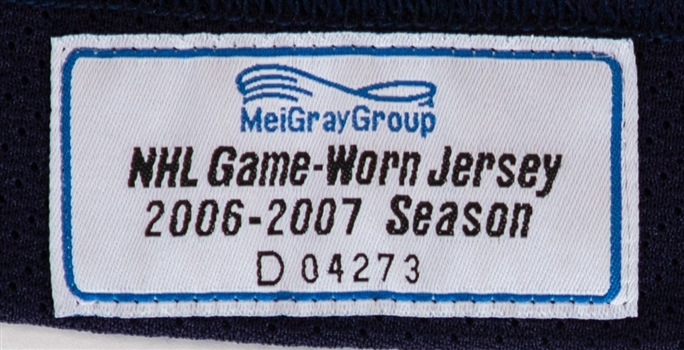 MeiGrayGroup
NHL Game-Worn Jersey
2006-2007 Season
D 04273